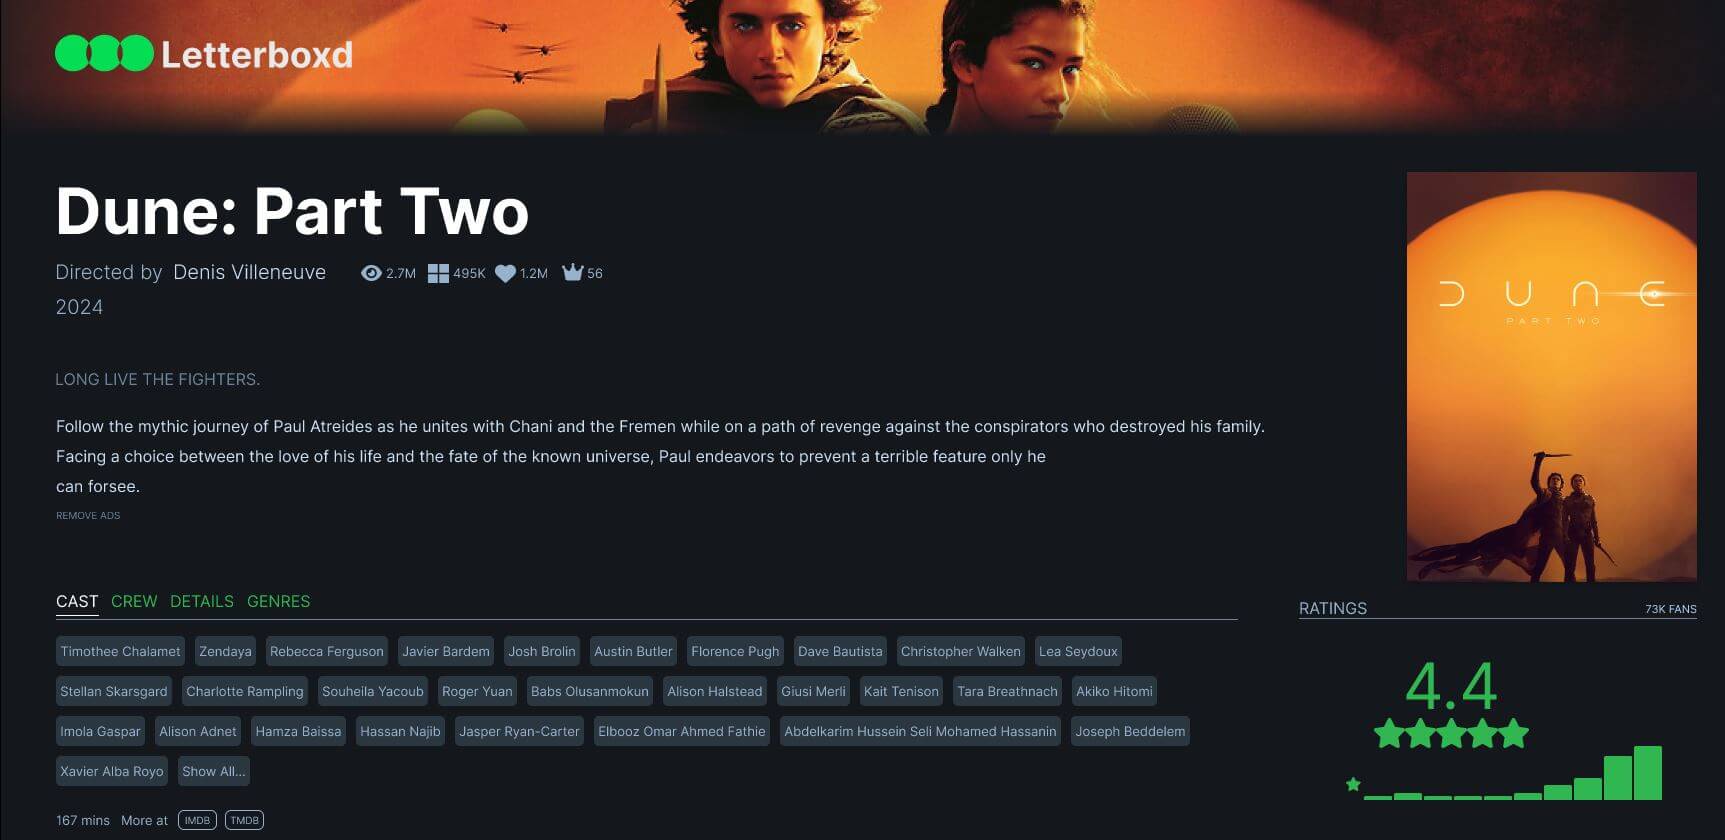 Letterboxd
Dune: Part Two
Directed by Denis Villeneuve 2.7M 495K 1.2M 56
2024
LONG LIVE THE FIGHTERS.
Follow the mythic journey of Paul Atreides as he unites with Chani and the Fremen while on a path of revenge against the conspirators who destroyed his family.
Facing a choice between the love of his life and the fate of the known universe, Paul endeavors to prevent a terrible feature only he
can forsee.
REMOVE ADS
DUNE
PART TWO
CAST CREW DETAILS GENRES
Timothee Chalamet Zendaya Rebecca Ferguson Javier Bardem Josh Brolin Austin Butler Florence Pugh Dave Bautista Christopher Walken Lea Seydoux
Stellan Skarsgard Charlotte Rampling Souheila Yacoub Roger Yuan Babs Olusanmokun Alison Halstead Giusi Merli Kait Tenison Tara Breathnach Akiko Hitomi
Imola Gaspar Alison Adnet Hamza Baissa Hassan Najib Jasper Ryan-Carter Elbooz Omar Ahmed Fathie Abdelkarim Hussein Seli Mohamed Hassanin Joseph Beddelem
Xavier Alba Royo Show All...
167 mins More at IMDB TMDB
RATINGS 73K FANS
4.4